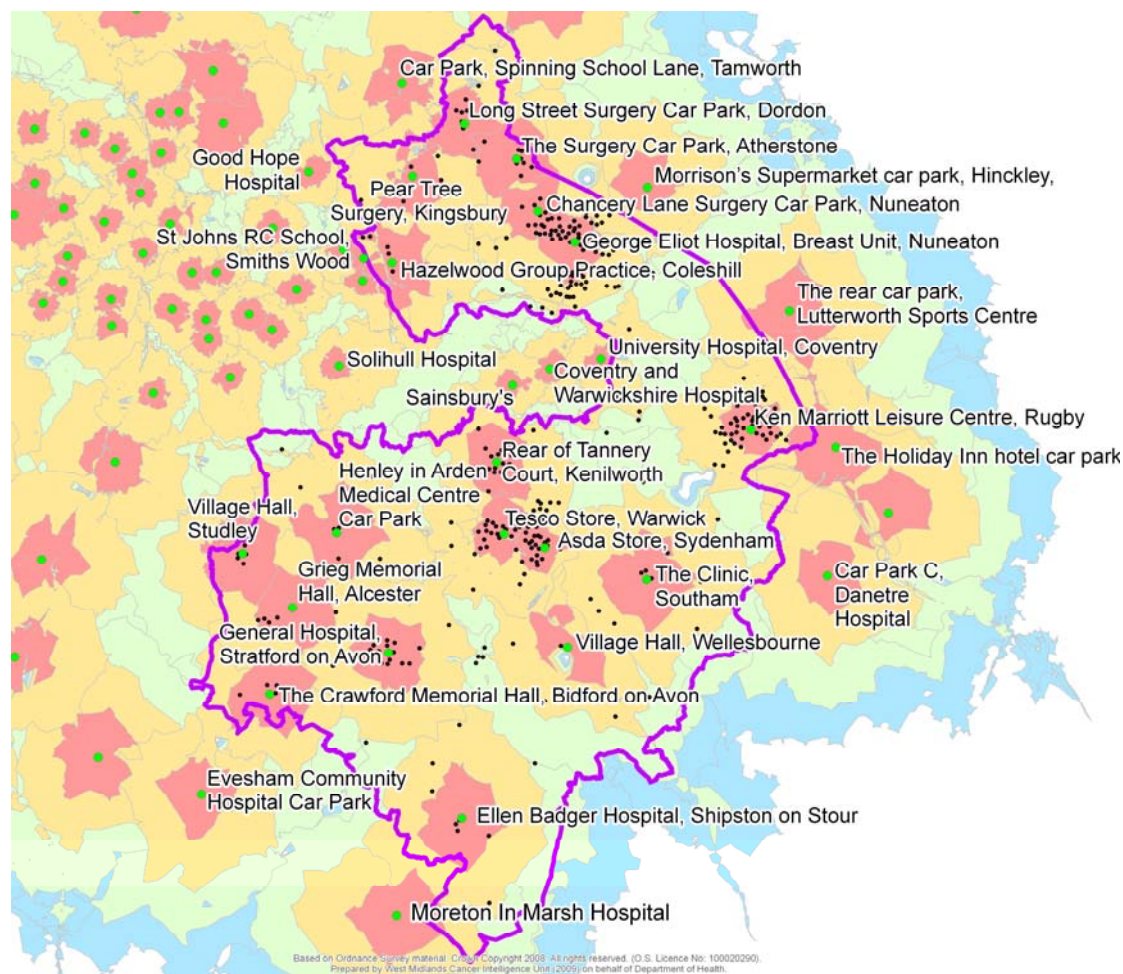 Car Park, Spinning School Lane, Tamworth
Long Street Surgery Car Park, Dordon
The Surgery Car Park, Atherstone
Good Hope
Hospital
Morrison's Supermarket car park, Hinckley,
Pear Tree
Surgery, Kingsbury
Chancery Lane Surgery Car Park, Nuneaton
St Johns RC School,
Smiths Wood
George Eliot Hospital, Breast Unit, Nuneaton
Hazelwood Group Practice, Coleshill
The rear car park,
Lutterworth Sports Centre
University Hospital, Coventry
Solihull Hospital
Coventry and
Warwickshire Hospital
Sainsbury's
Ken Marriott Leisure Centre, Rugby
Rear of Tannery
Court, Kenilworth
The Holiday Inn hotel car park
Henley in Arden
Medical Centre
Car Park
Village Hall,
Studley
Tesco Store, Warwick
Asda Store, Sydenham
Grieg Memorial
Hall, Alcester
The Clinic,
Southam
Car Park C,
Danetre
Hospital
General Hospital,
Stratford on Avon
Village Hall, Wellesbourne
The Crawford Memorial Hall, Bidford on Avon
Evesham Community
Hospital Car Park
Ellen Badger Hospital, Shipston on Stour
Moreton In Marsh Hospital
Based on Ordnance Survey material. Crown Copyright 2008. All rights reserved. (O.S. Licence No: 100020290).
Prepared by West Midlands Cancer Intelligence Unit (2009) on behalf of Department of Health.